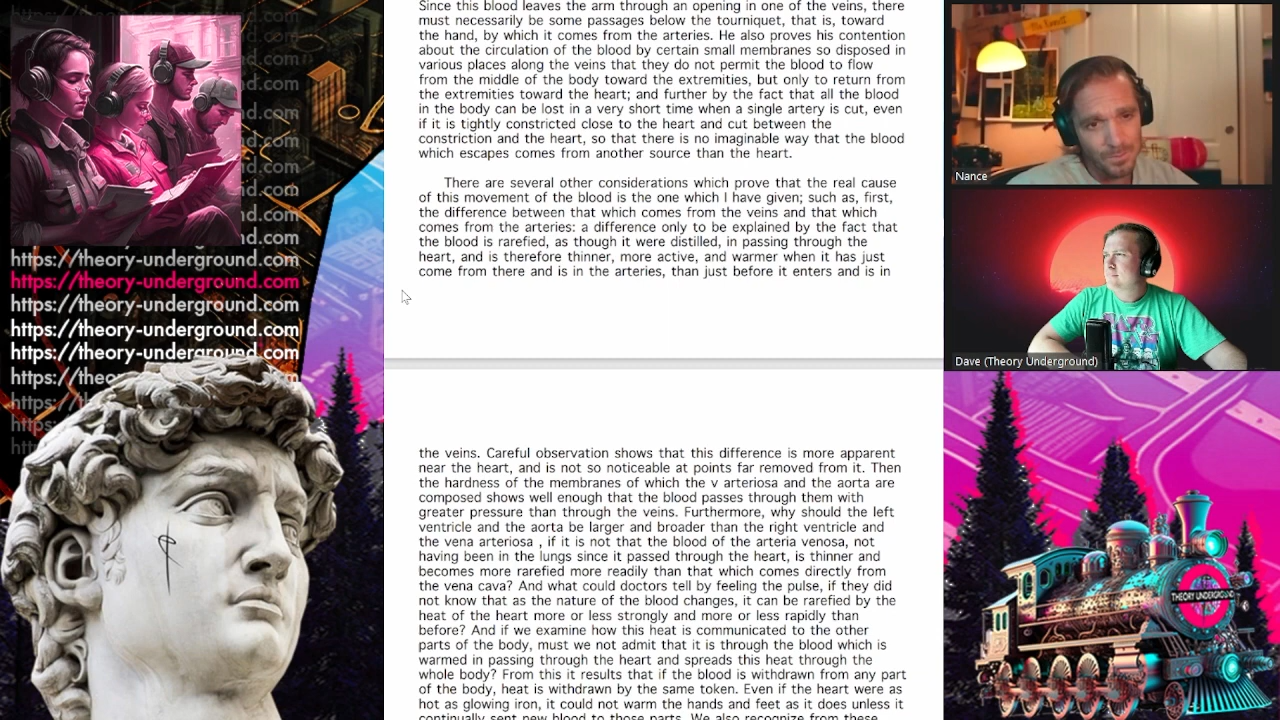 https://theory-underground.com
https://theory-underground.com
https://theory-underground.com
https://theory-underground.com
https://theory-underground.com
Since this blood leaves the arm through an opening in one of the veins, there
must necessarily be some passages below the tourniquet, that is, toward
the hand, by which it comes from the arteries. He also proves his contention
about the circulation of the blood by certain small membranes so disposed in
various places along the veins that they do not permit the blood to flow
from the middle of the body toward the extremities, but only to return from
the extremities toward the heart; and further by the fact that all the blood
in the body can be lost in a very short time when a single artery is cut, even
if it is tightly constricted close to the heart and cut between the
constriction and the heart, so that there is no imaginable way that the blood
which escapes comes from another source than the heart.
There are several other considerations which prove that the real cause
of this movement of the blood is the one which I have given; such as, first,
the difference between that which comes from the veins and that which
comes from the arteries: a difference only to be explained by the fact that
the blood is rarefied, as though it were distilled, in passing through the
heart, and is therefore thinner, more active, and warmer when it has just
come from there and is in the arteries, than just before it enters and is in
the veins. Careful observation shows that this difference is more apparent
near the heart, and is not so noticeable at points far removed from it. Then
the hardness of the membranes of which the v arteriosa and the aorta are
composed shows well enough that the blood passes through them with
greater pressure than through the veins. Furthermore, why should the left
ventricle and the aorta be larger and broader than the right ventricle and
the vena arteriosa , if it is not that the blood of the arteria venosa, not
having been in the lungs since it passed through the heart, is thinner and
becomes more rarefied more readily than that which comes directly from
the vena cava? And what could doctors tell by feeling the pulse, if they did
not know that as the nature of the blood changes, it can be rarefied by the
heat of the heart more or less strongly and more or less rapidly than
before? And if we examine how this heat is communicated to the other
parts of the body, must we not admit that it is through the blood which is
warmed in passing through the heart and spreads this heat through the
whole body? From this it results that if the blood is withdrawn from any part
of the body, heat is withdrawn by the same token. Even if the heart were as
hot as glowing iron, it could not warm the hands and feet as it does unless it
continually sent new blood to those parts. We also recognize from these
Nance
Dave (Theory Underground)
THEORY UNDERGROUND